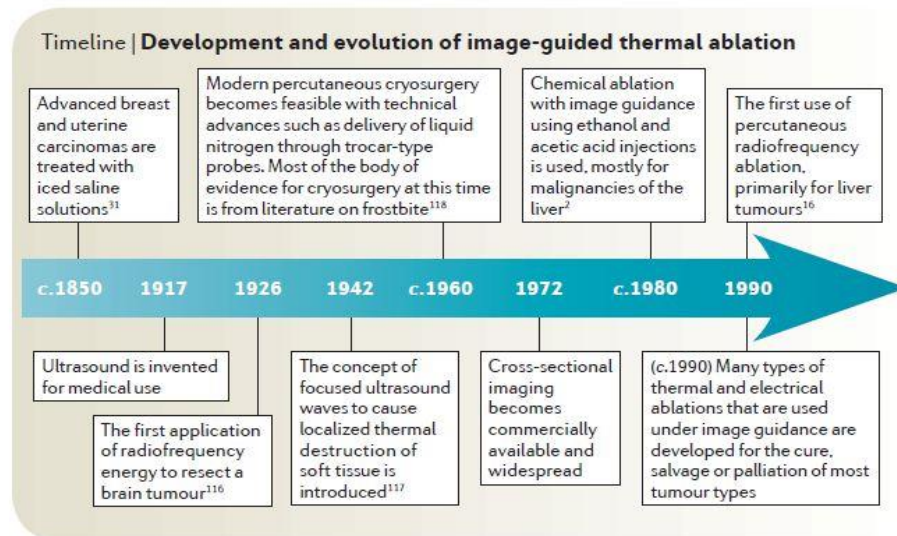 Timeline | Development and evolution of image-guided thermal ablation
Advanced breast
and uterine
carcinomas are
treated with
iced saline
solutions³¹
Modern percutaneous cryosurgery
becomes feasible with technical
advances such as delivery of liquid
nitrogen through trocar-type
probes. Most of the body of
evidence for cryosurgery at this time
is from literature on frostbite¹¹⁸
Chemical ablation
with image guidance
using ethanol and
acetic acid injections
is used, mostly for
malignancies of the
liver²
The first use of
percutaneous
radiofrequency
ablation,
primarily for liver
tumours¹⁶
c.1850 1917 1926 1942 c.1960 1972 c.1980 1990
Ultrasound is invented
for medical use
The first application
of radiofrequency
energy to resect a
brain tumour¹¹⁶
The concept of
focused ultrasound
waves to cause
localized thermal
destruction of
soft tissue is
introduced¹¹⁷
Cross-sectional
imaging
becomes
commercially
available and
widespread
(c.1990) Many types of
thermal and electrical
ablations that are used
under image guidance are
developed for the cure,
salvage or palliation of most
tumour types